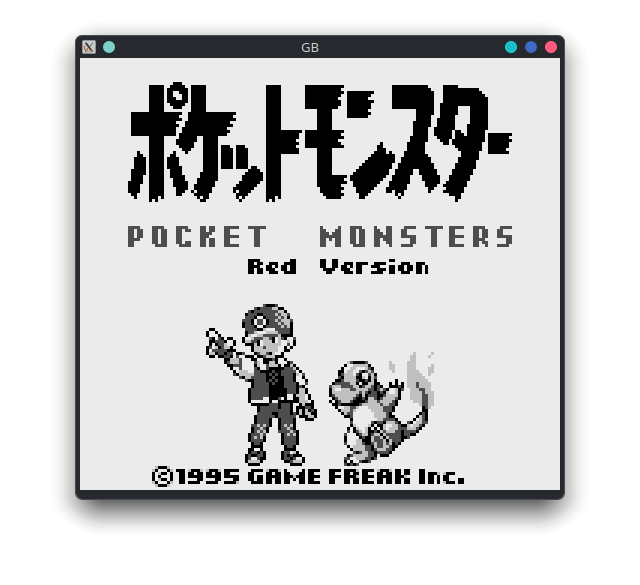 GB
ポケットモンスター
POCKET MONSTERS
Red Version
©1995 GAME FREAK Inc.